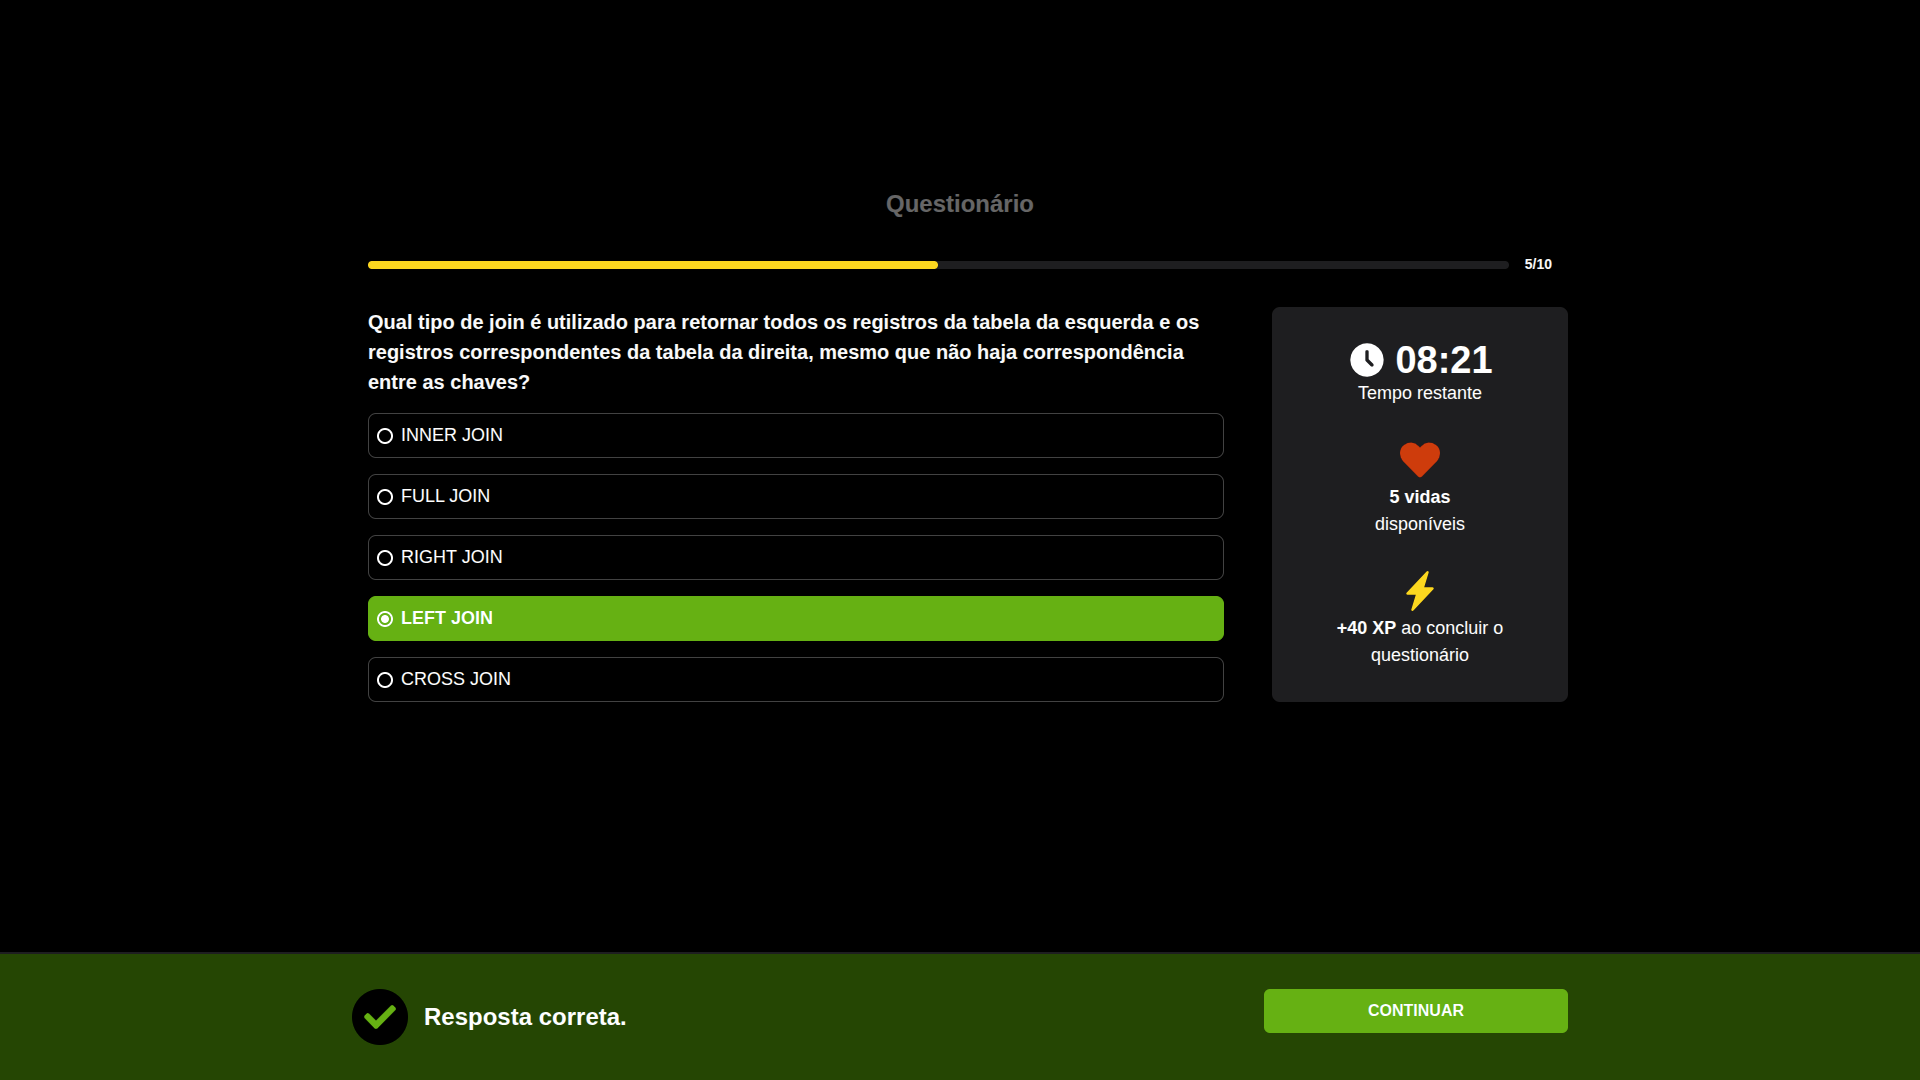 Questionário
5/10
Qual tipo de join é utilizado para retornar todos os registros da tabela da esquerda e os
registros correspondentes da tabela da direita, mesmo que não haja correspondência
entre as chaves?
INNER JOIN
FULL JOIN
RIGHT JOIN
LEFT JOIN
CROSS JOIN
08:21
Tempo restante
5 vidas
disponíveis
+40 XP ao concluir o
questionário
Resposta correta.
CONTINUAR